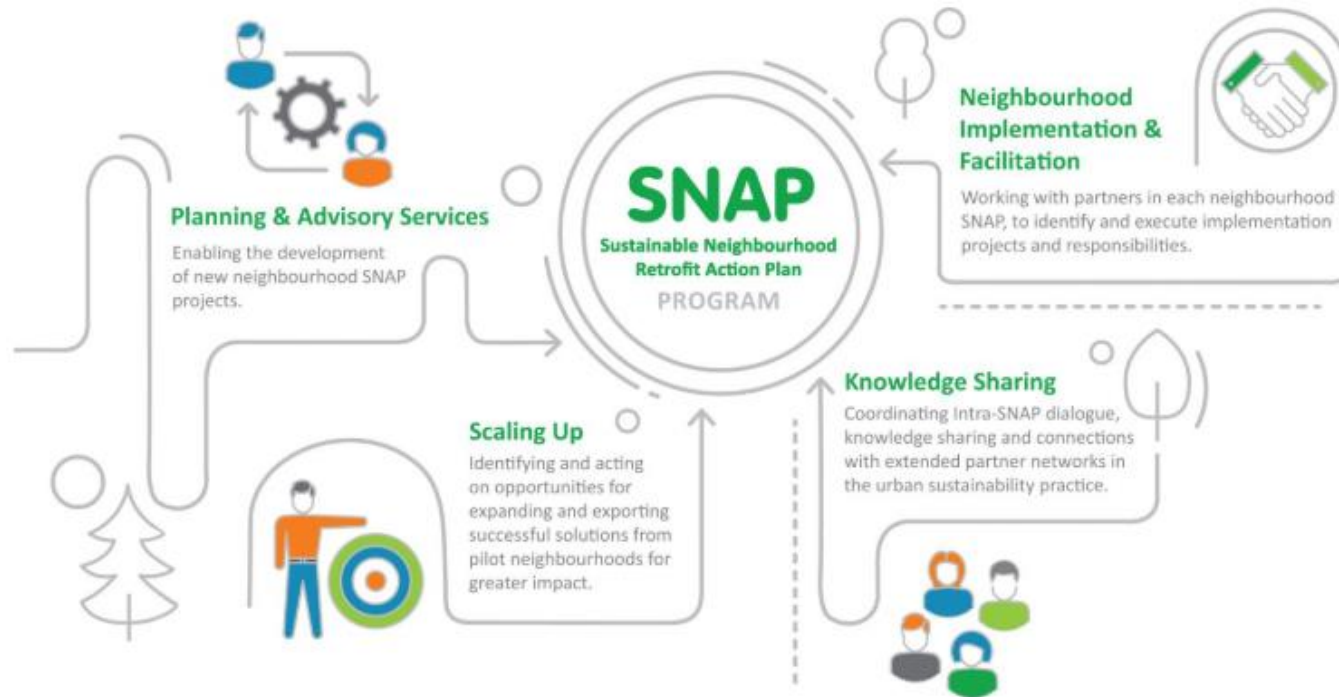 SNAP
Sustainable Neighbourhood
Retrofit Action Plan
PROGRAM
Planning & Advisory Services
Enabling the development
of new neighbourhood SNAP
projects.
Neighbourhood
Implementation &
Facilitation
Working with partners in each neighbourhood
SNAP, to identify and execute implementation
projects and responsibilities.
Scaling Up
Identifying and acting
on opportunities for
expanding and exporting
successful solutions from
pilot neighbourhoods for
greater impact.
Knowledge Sharing
Coordinating Intra-SNAP dialogue,
knowledge sharing and connections
with extended partner networks in
the urban sustainability practice.